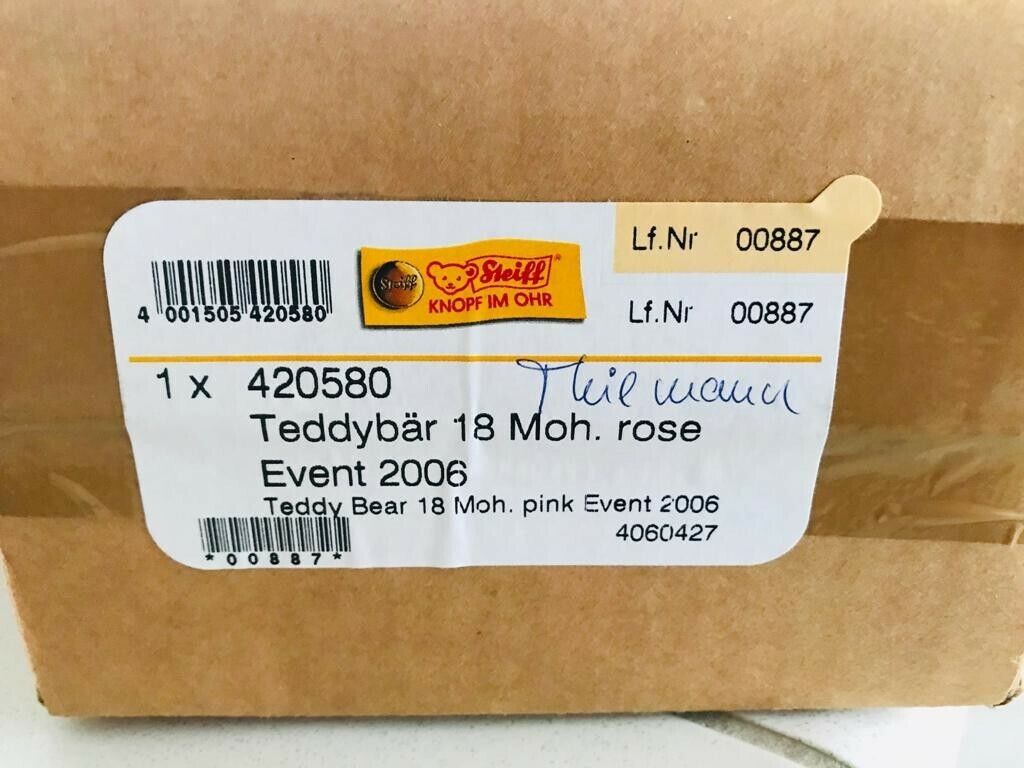 Lf.Nr 00887
Steiff
Steiff®
KNOPF IM OHR
Lf.Nr 00887
4 001505 420580
1 x 420580
Thielmann
Teddybär 18 Moh. rose
Event 2006
Teddy Bear 18 Moh. pink Event 2006
4060427
*00887*